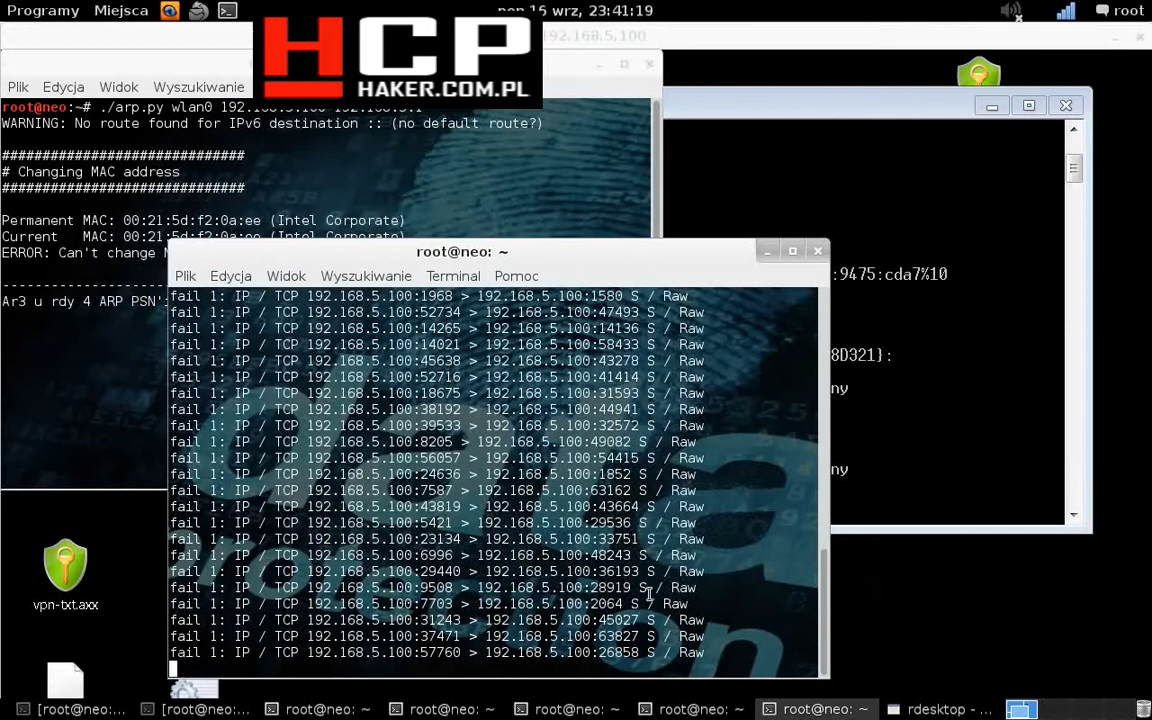 Programy Miejsca pon 16 wrz, 23:41:19 root
192.168.5.100
HCP
HAKER.COM.PL
Plik Edycja Widok Wyszukiwanie
root@neo:~# ./arp.py wlan0 192.168.5.100 192.168.5.1
WARNING: No route found for IPv6 destination :: (no default route?)
#############################
# Changing MAC address
#############################
Permanent MAC: 00:21:5d:f2:0a:ee (Intel Corporate)
Current MAC: 00:21:5d:f2:0a:ee (Intel Corporate)
ERROR: Can't change
Ar3 u rdy 4 ARP PSN'i
:9475:cda7%10
8D321}:
ny
ny
root@neo: ~
Plik Edycja Widok Wyszukiwanie Terminal Pomoc
fail 1: IP / TCP 192.168.5.100:1968 > 192.168.5.100:1580 S / Raw
fail 1: IP / TCP 192.168.5.100:52734 > 192.168.5.100:47493 S / Raw
fail 1: IP / TCP 192.168.5.100:14265 > 192.168.5.100:14136 S / Raw
fail 1: IP / TCP 192.168.5.100:14021 > 192.168.5.100:58433 S / Raw
fail 1: IP / TCP 192.168.5.100:45638 > 192.168.5.100:43278 S / Raw
fail 1: IP / TCP 192.168.5.100:52716 > 192.168.5.100:41414 S / Raw
fail 1: IP / TCP 192.168.5.100:18675 > 192.168.5.100:31593 S / Raw
fail 1: IP / TCP 192.168.5.100:38192 > 192.168.5.100:44941 S / Raw
fail 1: IP / TCP 192.168.5.100:39533 > 192.168.5.100:32572 S / Raw
fail 1: IP / TCP 192.168.5.100:8205 > 192.168.5.100:49082 S / Raw
fail 1: IP / TCP 192.168.5.100:56057 > 192.168.5.100:54415 S / Raw
fail 1: IP / TCP 192.168.5.100:24636 > 192.168.5.100:1852 S / Raw
fail 1: IP / TCP 192.168.5.100:7587 > 192.168.5.100:63162 S / Raw
fail 1: IP / TCP 192.168.5.100:43819 > 192.168.5.100:43664 S / Raw
fail 1: IP / TCP 192.168.5.100:5421 > 192.168.5.100:29536 S / Raw
fail 1: IP / TCP 192.168.5.100:23134 > 192.168.5.100:33751 S / Raw
fail 1: IP / TCP 192.168.5.100:6996 > 192.168.5.100:48243 S / Raw
fail 1: IP / TCP 192.168.5.100:29440 > 192.168.5.100:36193 S / Raw
fail 1: IP / TCP 192.168.5.100:9508 > 192.168.5.100:28919 S / Raw
fail 1: IP / TCP 192.168.5.100:7703 > 192.168.5.100:2064 S / Raw
fail 1: IP / TCP 192.168.5.100:31243 > 192.168.5.100:45027 S / Raw
fail 1: IP / TCP 192.168.5.100:37471 > 192.168.5.100:63827 S / Raw
fail 1: IP / TCP 192.168.5.100:57760 > 192.168.5.100:26858 S / Raw
vpn-txt.axx
[root@neo:... [root@neo:... root@neo: ~ root@neo: ~ root@neo: ~ root@neo: ~ root@neo: ~ rdesktop - ...